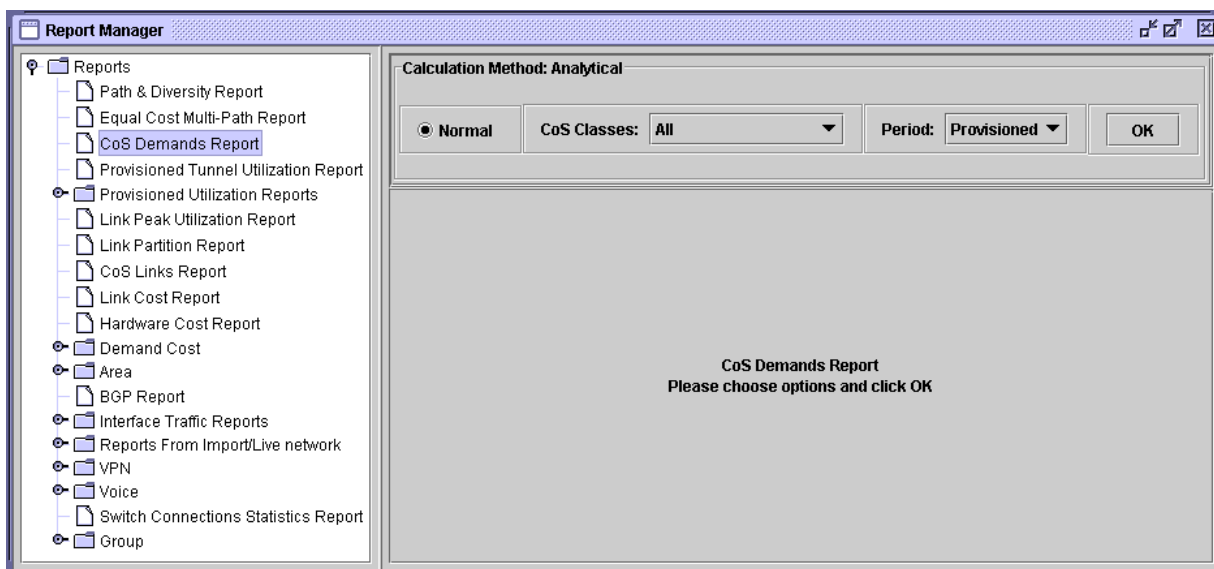 Report Manager
Reports
Path & Diversity Report
Equal Cost Multi-Path Report
CoS Demands Report
Provisioned Tunnel Utilization Report
Provisioned Utilization Reports
Link Peak Utilization Report
Link Partition Report
CoS Links Report
Link Cost Report
Hardware Cost Report
Demand Cost
Area
BGP Report
Interface Traffic Reports
Reports From Import/Live network
VPN
Voice
Switch Connections Statistics Report
Group
Calculation Method: Analytical
Normal CoS Classes: All Period: Provisioned OK
CoS Demands Report
Please choose options and click OK